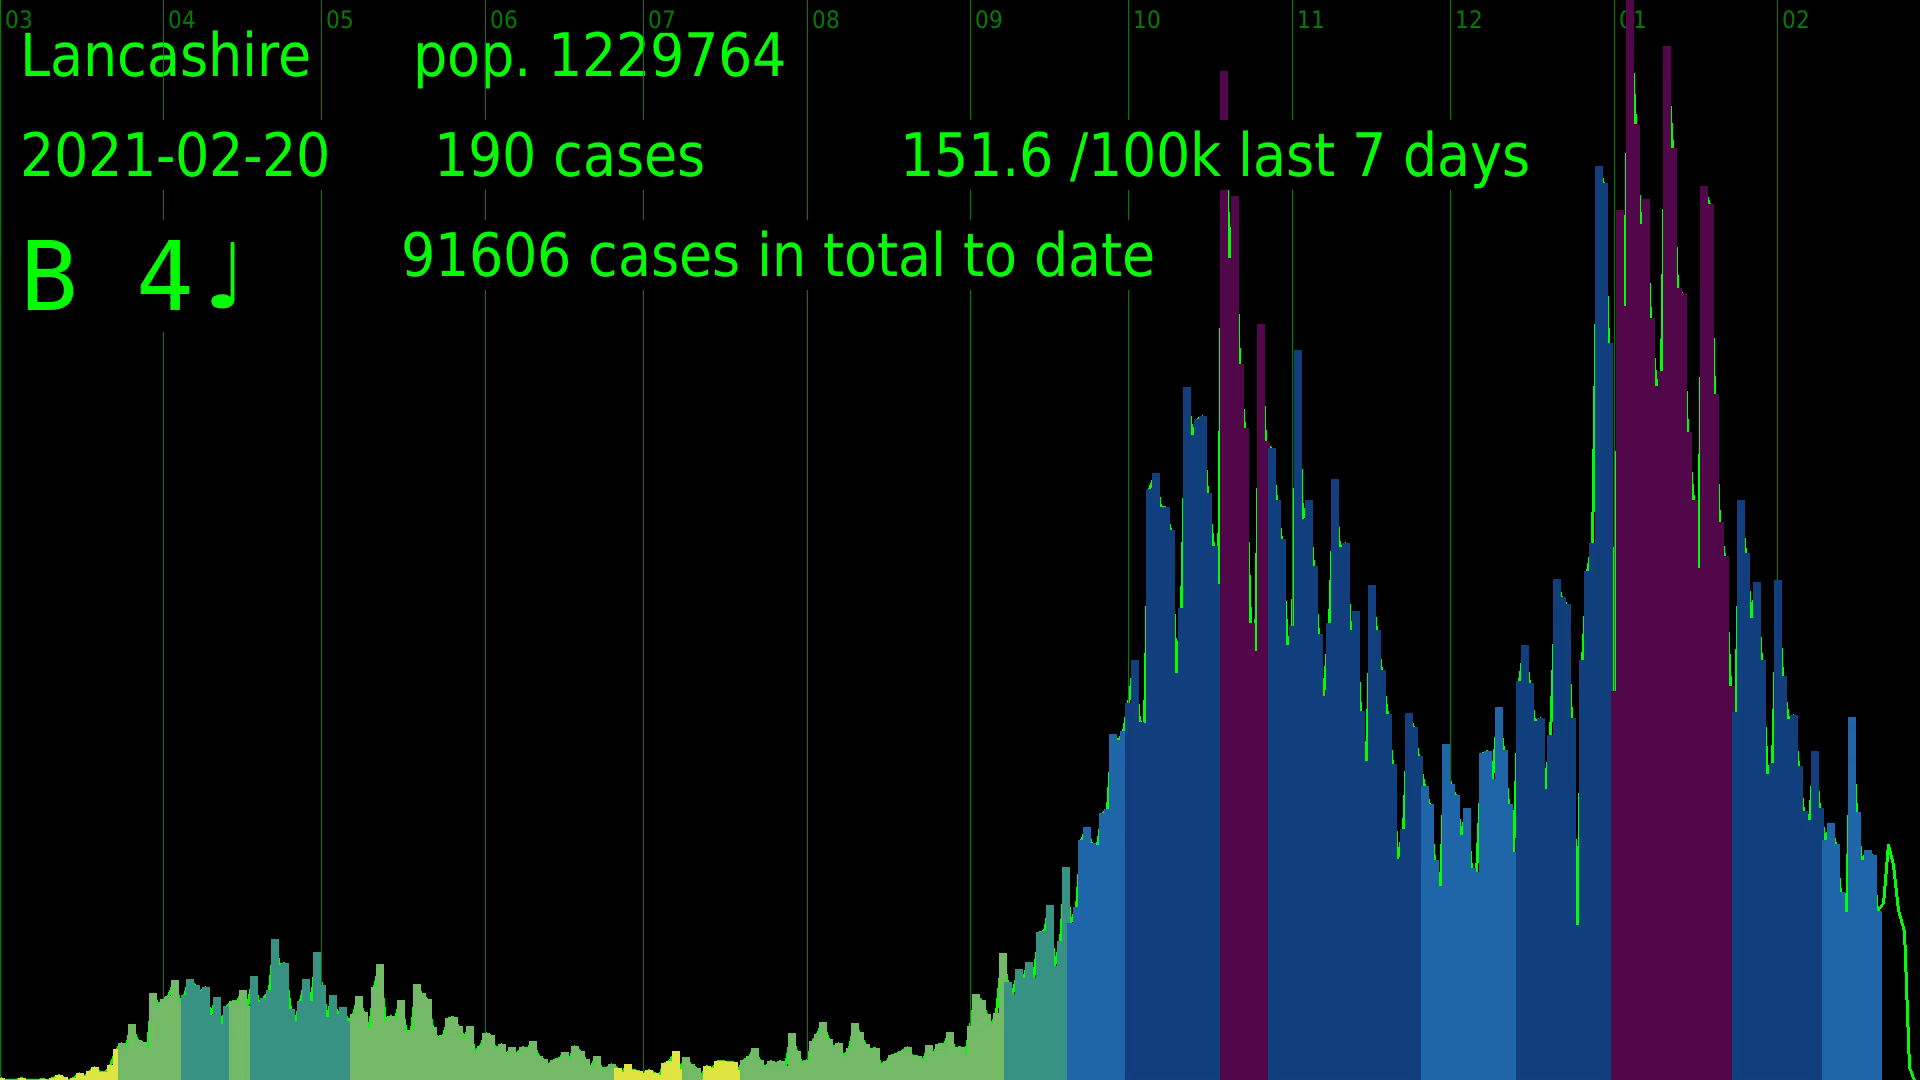 03 04 05 06 07 08 09 10 11 12 01 02
Lancashire pop. 1229764
2021-02-20 190 cases 151.6 /100k last 7 days
B 4♩ 91606 cases in total to date